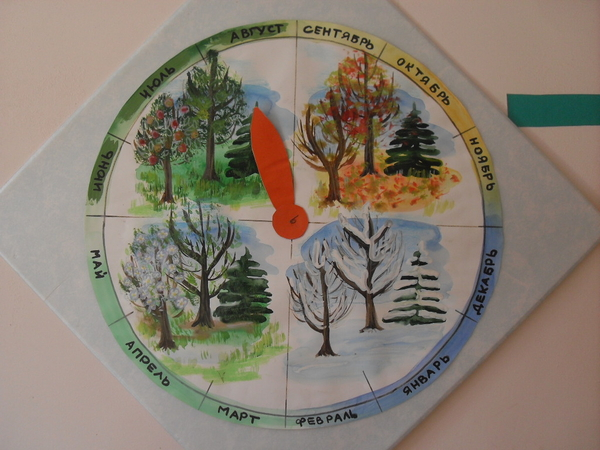 АВГУСТ
СЕНТЯБРЬ
ОКТЯБРЬ
НОЯБРЬ
ДЕКАБРЬ
ЯНВАРЬ
ФЕВРАЛЬ
МАРТ
АПРЕЛЬ
МАЙ
ИЮНЬ
ИЮЛЬ